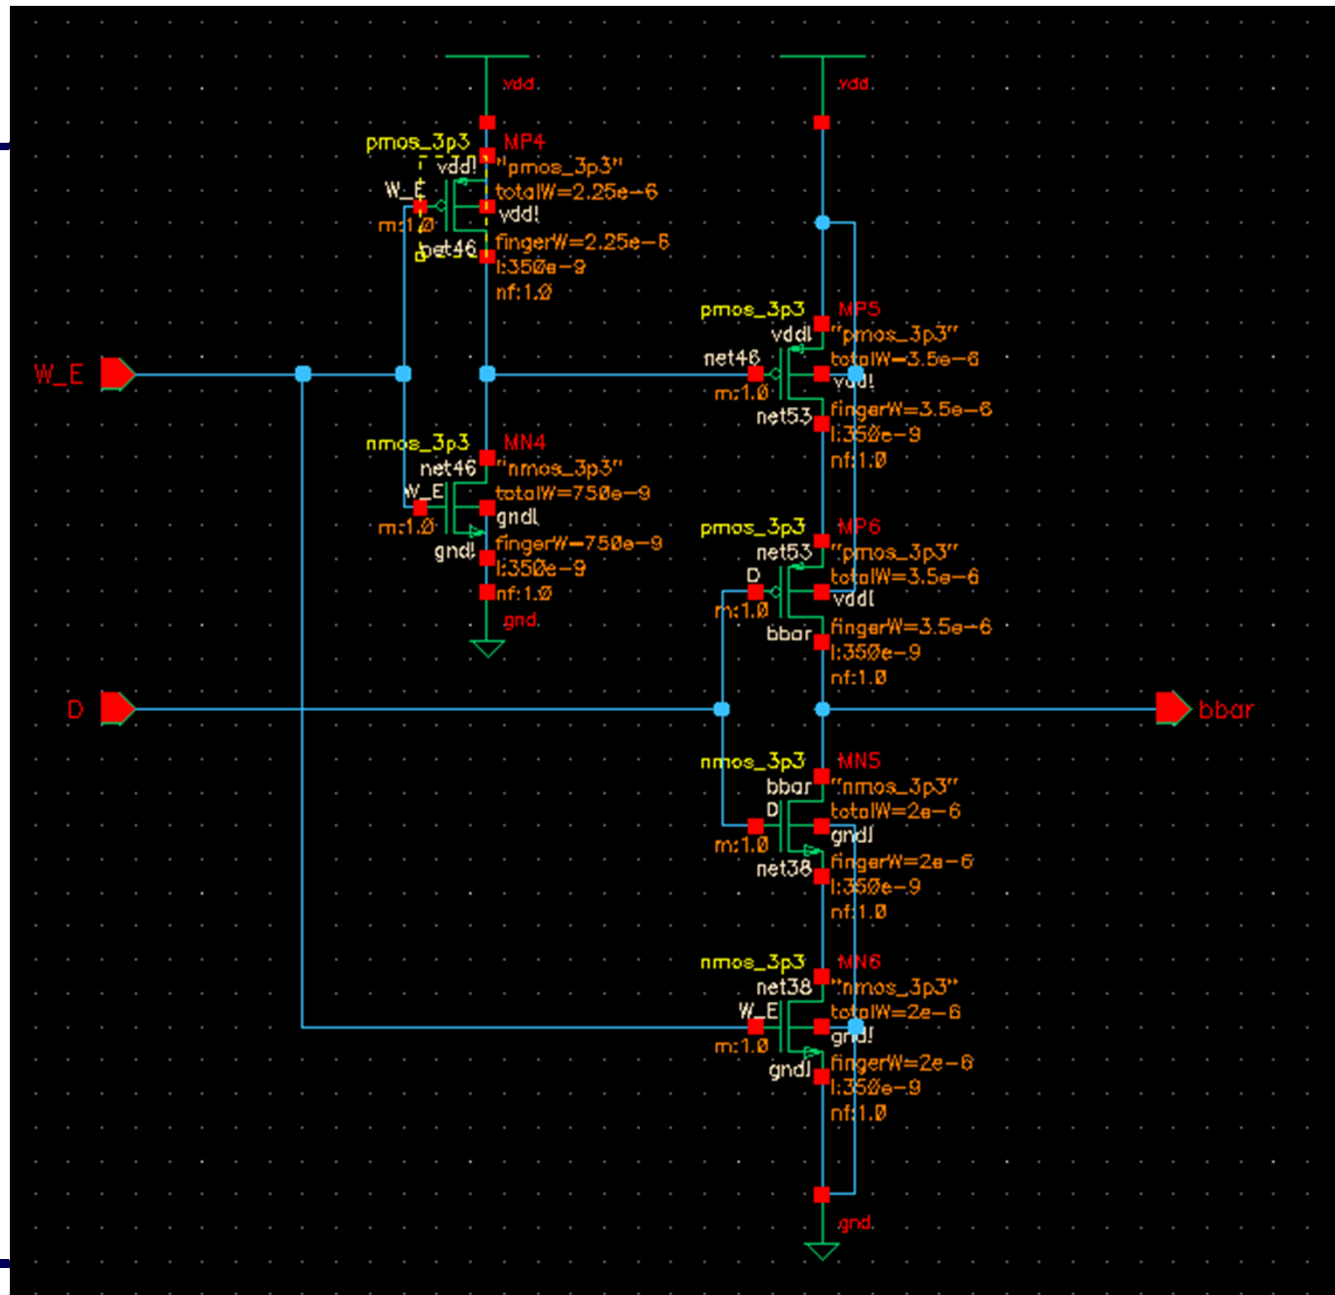 vdd
vdd
pmos_3p3
MP4
vdd!
"pmos_3p3"
W_E
totalW=2.25e-6
vdd!
m:1.0
net46
fingerW=2.25e-6
l:350e-9
nf:1.0
pmos_3p3
MP5
vdd!
"pmos_3p3"
net46
totalW=3.5e-6
vdd!
m:1.0
net53
fingerW=3.5e-6
l:350e-9
nf:1.0
W_E
nmos_3p3
MN4
net46
"nmos_3p3"
W_E
totalW=750e-9
gnd!
m:1.0
gnd!
fingerW=750e-9
l:350e-9
nf:1.0
gnd
pmos_3p3
MP6
net53
"pmos_3p3"
D
totalW=3.5e-6
vdd!
m:1.0
bbar
fingerW=3.5e-6
l:350e-9
nf:1.0
D
bbar
nmos_3p3
MN5
bbar
"nmos_3p3"
D
totalW=2e-6
gnd!
m:1.0
net38
fingerW=2e-6
l:350e-9
nf:1.0
nmos_3p3
MN6
net38
"nmos_3p3"
W_E
totalW=2e-6
gnd!
m:1.0
gnd!
fingerW=2e-6
l:350e-9
nf:1.0
gnd